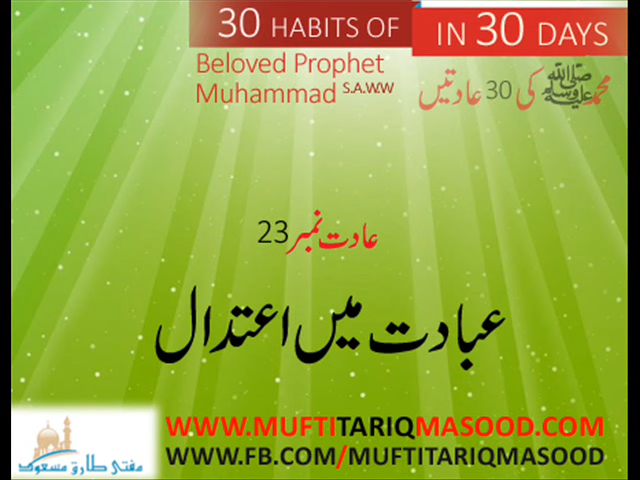 30 HABITS OF IN 30 DAYS
Beloved Prophet
Muhammad S.A.W.W
محمد ﷺ کی 30 عادتیں
عادت نمبر 23
عبادت میں اعتدال
WWW.MUFTITARIQMASOOD.COM
WWW.FB.COM/MUFTITARIQMASOOD
مفتی طارق مسعود